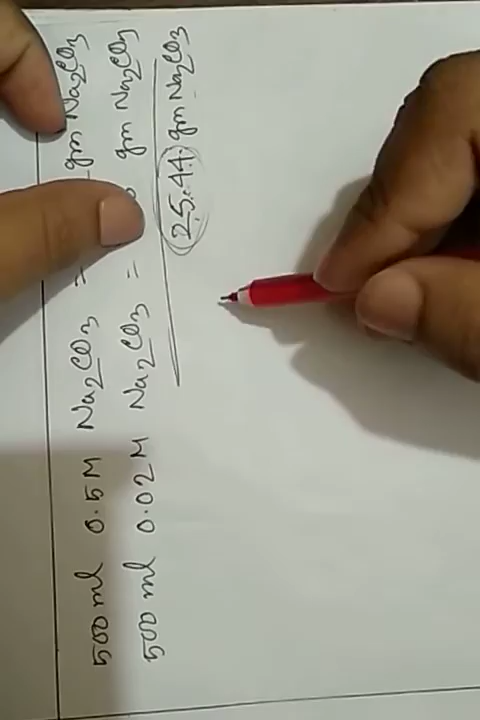 500 ml 0.5 M Na2CO3 = gm Na2CO3
500 ml 0.02 M Na2CO3 = gm Na2CO3
25.44 gm Na2CO3